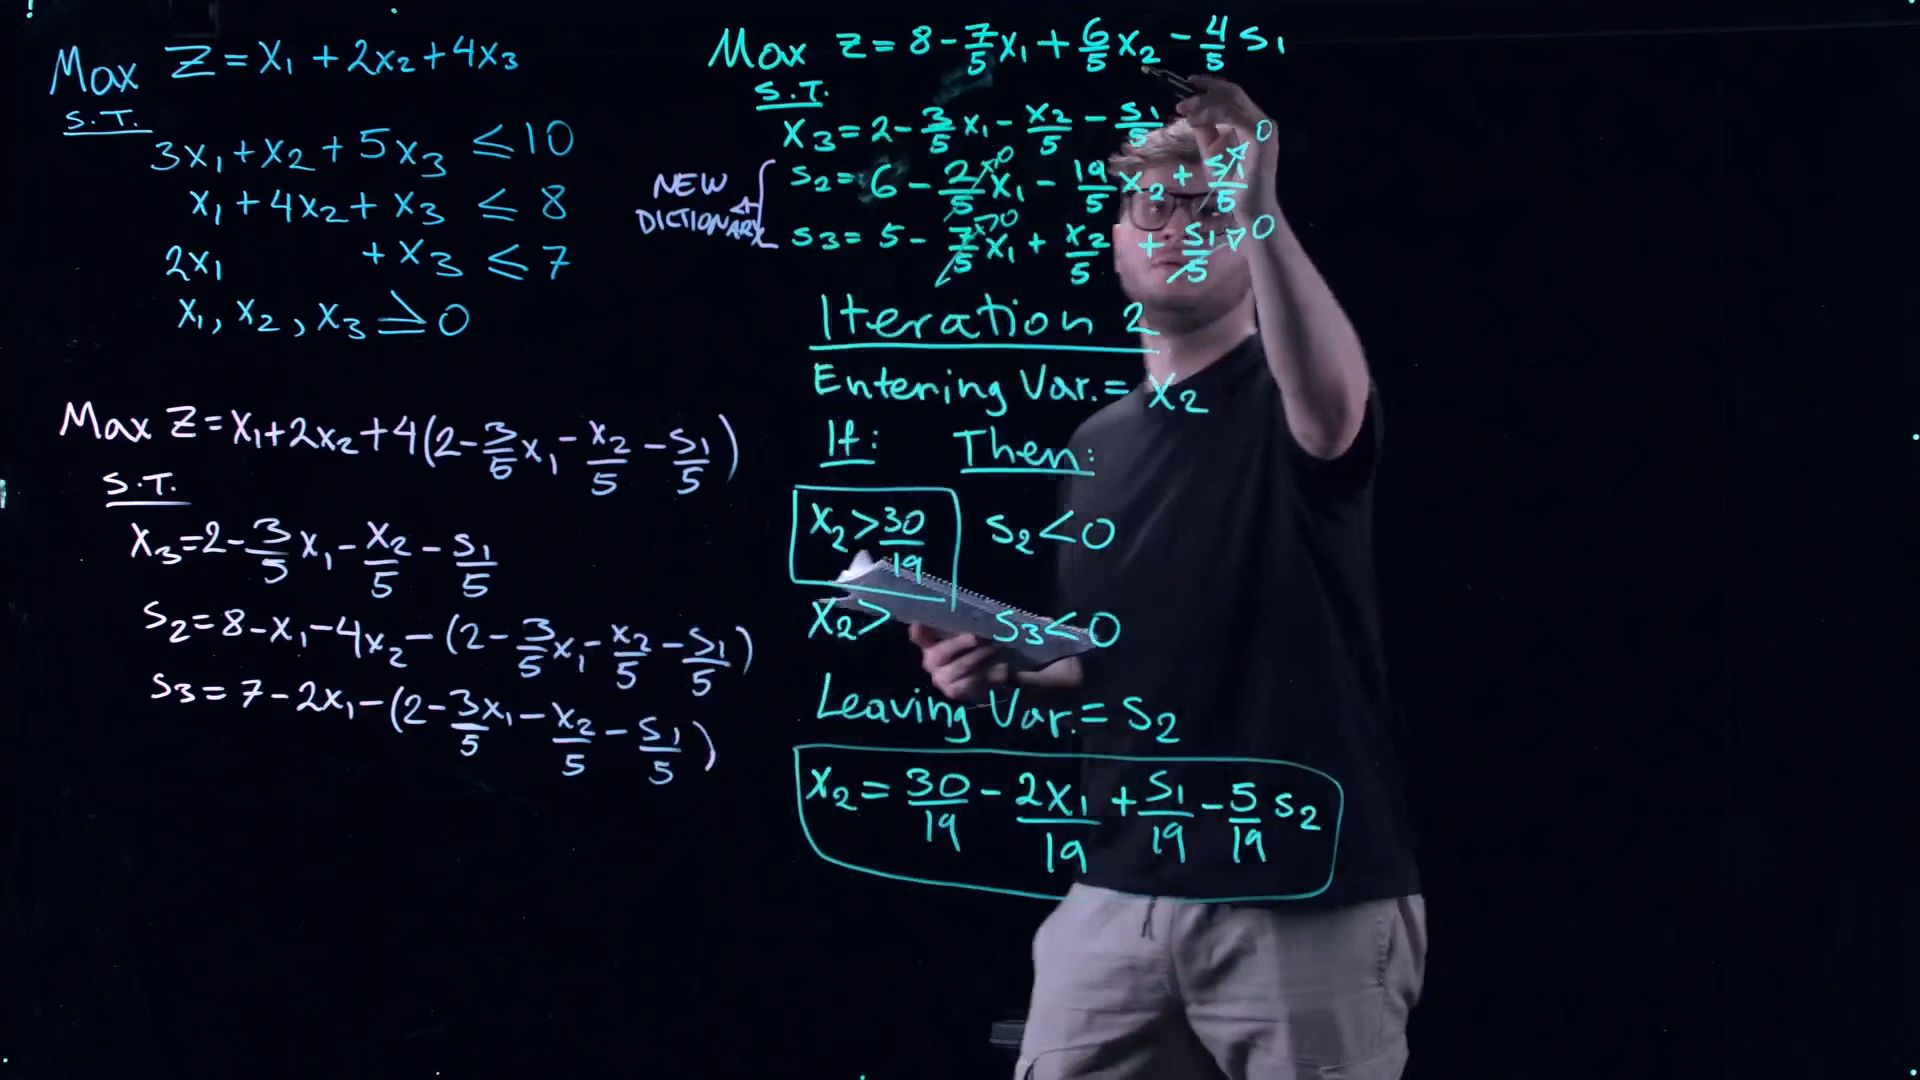 Max Z = x₁ + 2x₂ + 4x₃
S.T.
3x₁ + x₂ + 5x₃ ≤ 10
x₁ + 4x₂ + x₃ ≤ 8
2x₁ + x₃ ≤ 7
x₁, x₂, x₃ ≥ 0
Max Z = x₁ + 2x₂ + 4(2 - 3/5 x₁ - x₂/5 - s₁/5)
S.T.
x₃ = 2 - 3/5 x₁ - x₂/5 - s₁/5
s₂ = 8 - x₁ - 4x₂ - (2 - 3/5 x₁ - x₂/5 - s₁/5)
s₃ = 7 - 2x₁ - (2 - 3x₁/5 - x₂/5 - s₁/5)
Max Z = 8 - 7/5 x₁ + 6/5 x₂ - 4/5 s₁
S.T.
x₃ = 2 - 3/5 x₁ - x₂/5 - s₁/5
NEW
DICTIONARY
s₂ = 6 - 2/5 x₁ → 0 - 19/5 x₂ + s₁/5 → 0
s₃ = 5 - 7/5 x₁ → 0 + x₂/5 + s₁/5 → 0
Iteration 2
Entering Var. = x₂
If: Then:
x₂ > 30/19 s₂ < 0
x₂ > s₃ < 0
Leaving Var. = s₂
x₂ = 30/19 - 2x₁/19 + s₁/19 - 5/19 s₂